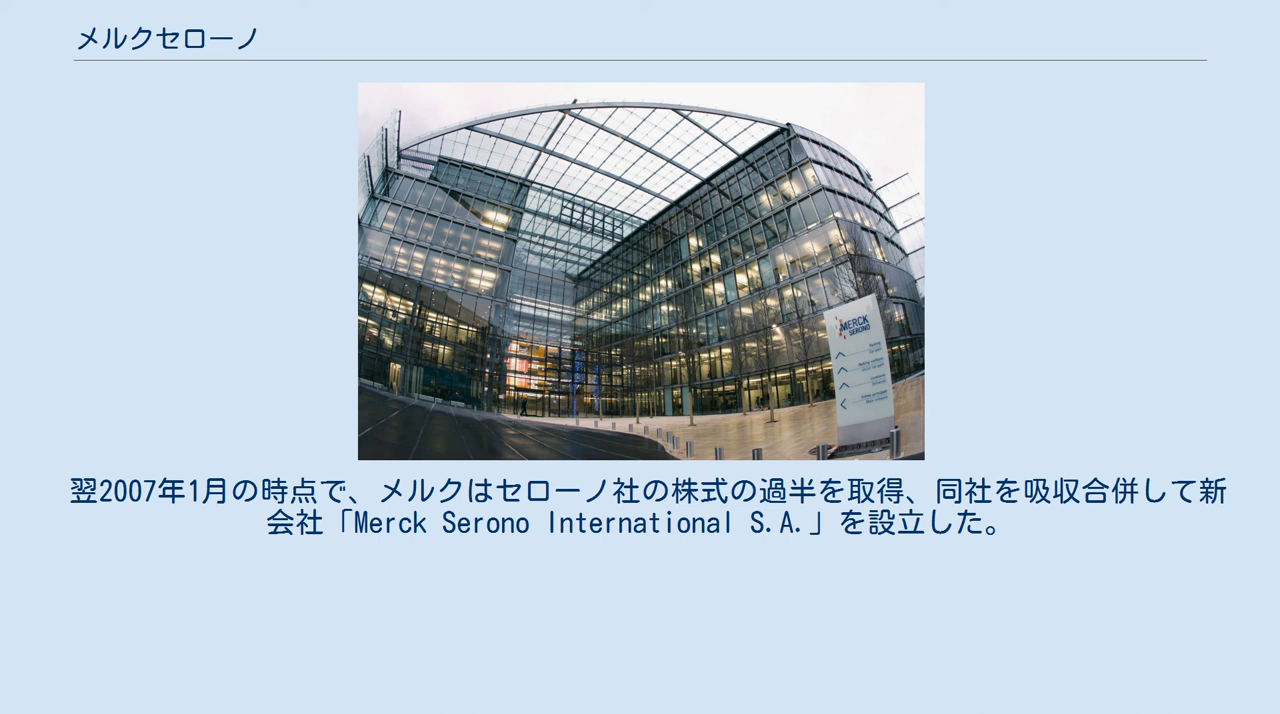 メルクセローノ
MERCK
SERONO
翌2007年1月の時点で、メルクはセローノ社の株式の過半を取得、同社を吸収合併して新
会社「Merck Serono International S.A.」を設立した。